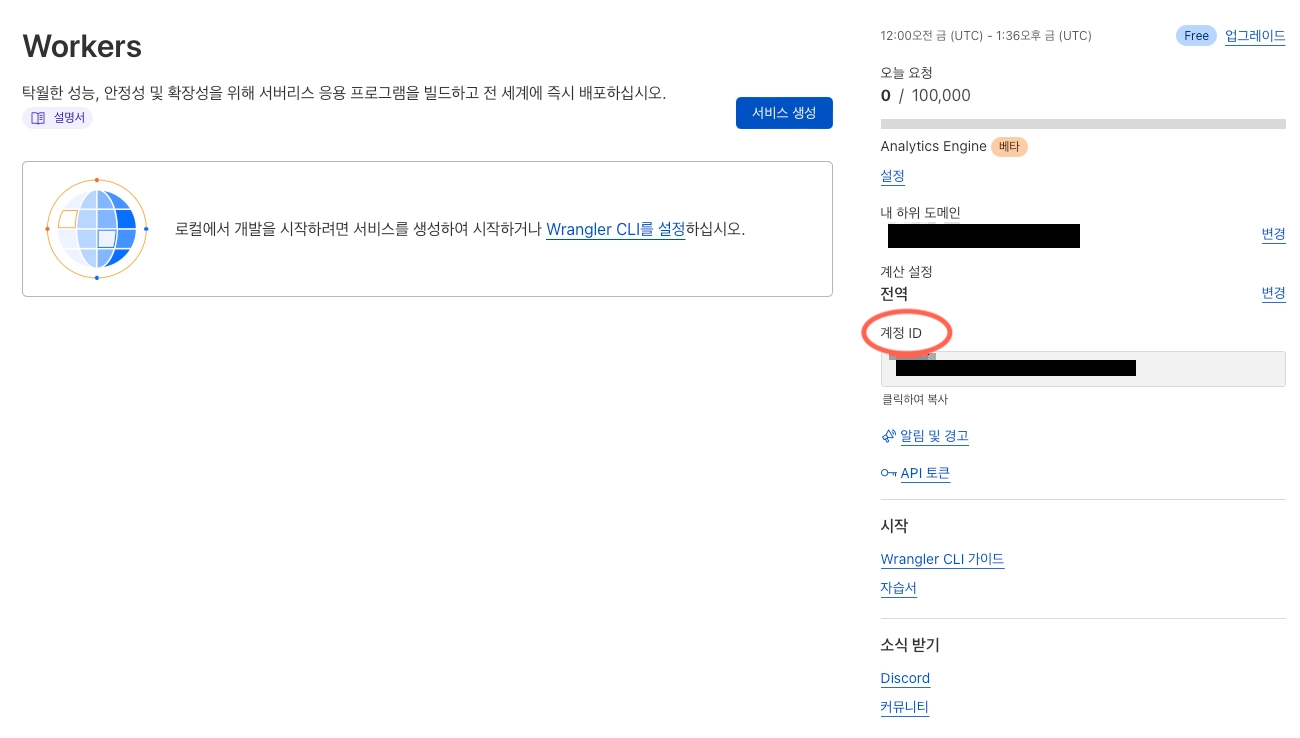 Workers
탁월한 성능, 안정성 및 확장성을 위해 서버리스 응용 프로그램을 빌드하고 전 세계에 즉시 배포하십시오.
설명서
서비스 생성
로컬에서 개발을 시작하려면 서비스를 생성하여 시작하거나 Wrangler CLI를 설정하십시오.
12:00오전 금 (UTC) - 1:36오후 금 (UTC)
Free 업그레이드
오늘 요청
0 / 100,000
Analytics Engine 베타
설정
내 하위 도메인
변경
계산 설정
전역
변경
계정 ID
클릭하여 복사
알림 및 경고
API 토큰
시작
Wrangler CLI 가이드
자습서
소식 받기
Discord
커뮤니티